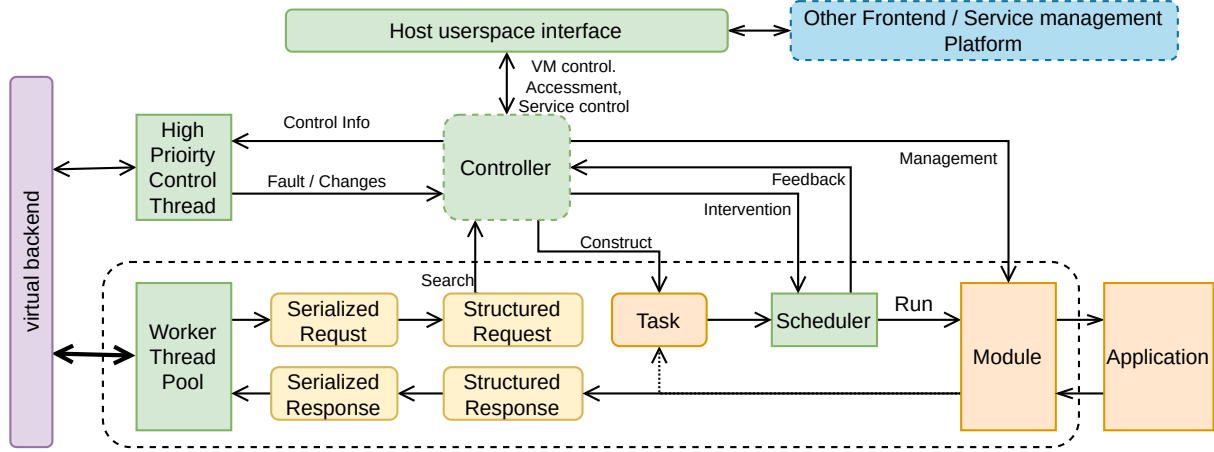 Host userspace interface
Other Frontend / Service management
Platform
VM control.
Accessment,
Service control
virtual backend
High
Prioirty
Control
Thread
Control Info
Fault / Changes
Controller
Management
Feedback
Intervention
Construct
Search
Worker
Thread
Pool
Serialized
Requst
Structured
Request
Task
Scheduler
Run
Module
Application
Serialized
Response
Structured
Response